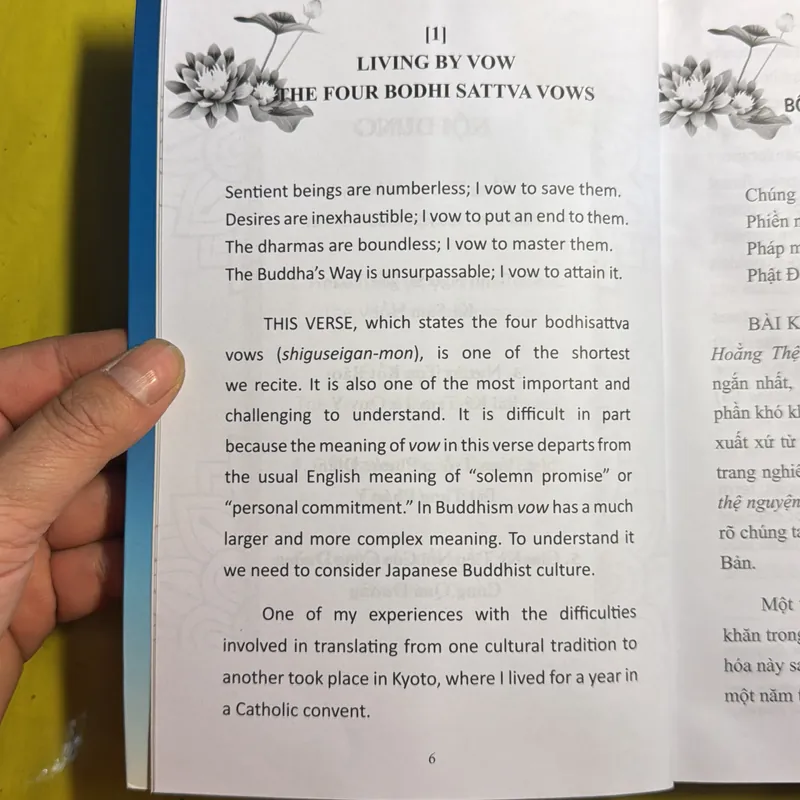 [1]
LIVING BY VOW
THE FOUR BODHI SATTVA VOWS
Sentient beings are numberless; I vow to save them.
Desires are inexhaustible; I vow to put an end to them.
The dharmas are boundless; I vow to master them.
The Buddha's Way is unsurpassable; I vow to attain it.
THIS VERSE, which states the four bodhisattva
vows (shiguseigan-mon), is one of the shortest
we recite. It is also one of the most important and
challenging to understand. It is difficult in part
because the meaning of vow in this verse departs from
the usual English meaning of “solemn promise” or
“personal commitment.” In Buddhism vow has a much
larger and more complex meaning. To understand it
we need to consider Japanese Buddhist culture.
One of my experiences with the difficulties
involved in translating from one cultural tradition to
another took place in Kyoto, where I lived for a year in
a Catholic convent.
6
Chúng
Phiền
Pháp
Phật
BÀI
Hoằng Thệ
ngắn nhất,
phần khó
xuất xứ từ
trang
thệ nguyện
rõ chúng
Bản.
Một
khăn trong
hóa này
một năm